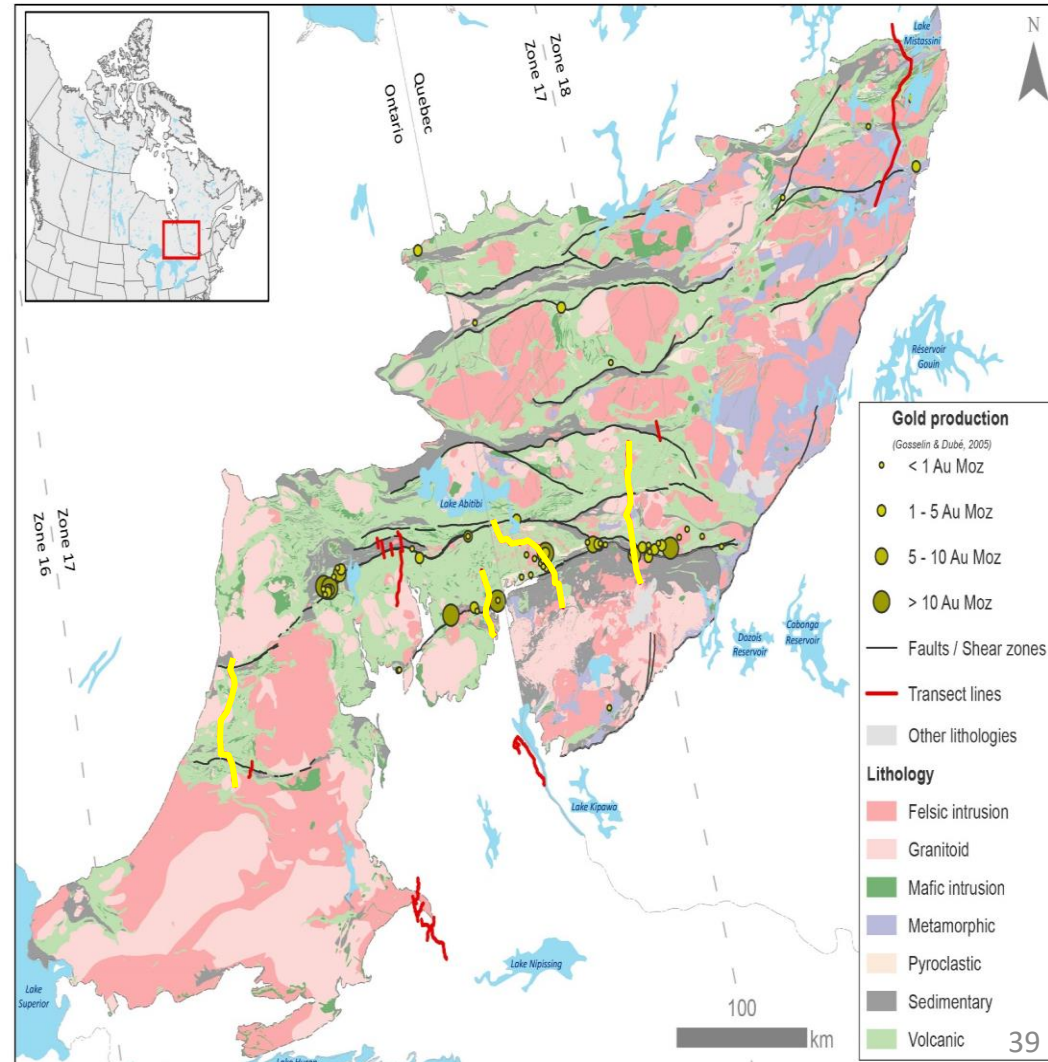 Lake
Mistassini
N
Zone 18
Zone 17
Quebec
Ontario
Réservoir
Gouin
Gold production
(Gosselin & Dubé, 2005)
< 1 Au Moz
1 - 5 Au Moz
5 - 10 Au Moz
> 10 Au Moz
Faults / Shear zones
Transect lines
Other lithologies
Lithology
Felsic intrusion
Granitoid
Mafic intrusion
Metamorphic
Pyroclastic
Sedimentary
Volcanic
Lake Abitibi
Zone 17
Zone 16
Dozois
Reservoir
Cabonga
Reservoir
Lake Kipawa
Lake Nipissing
Lake
Superior
100
km
39